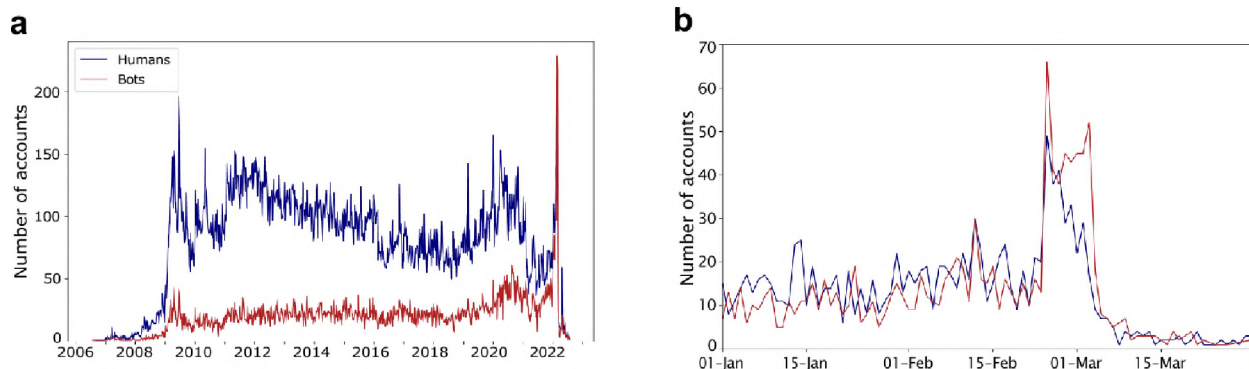 a
Humans
Bots
Number of accounts
200
150
100
50
0
2006 2008 2010 2012 2014 2016 2018 2020 2022
b
Number of accounts
70
60
50
40
30
20
10
0
01-Jan 15-Jan 01-Feb 15-Feb 01-Mar 15-Mar